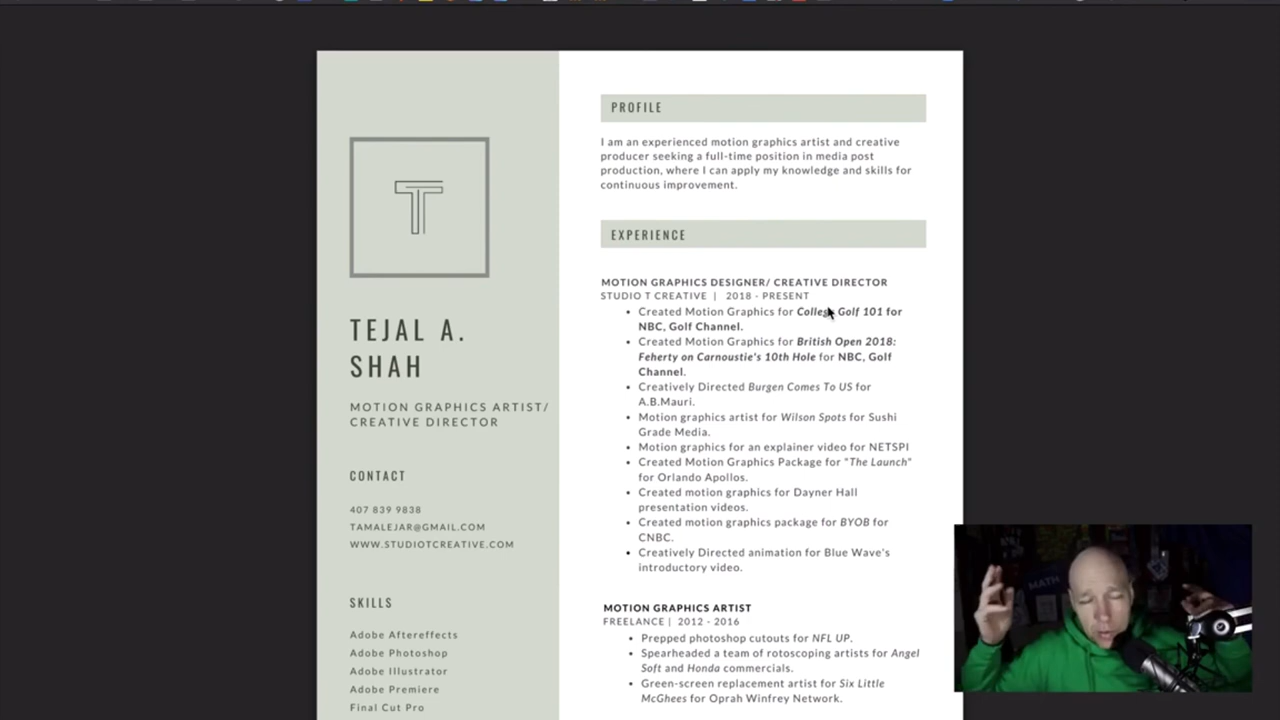 T
TEJAL A.
SHAH
MOTION GRAPHICS ARTIST/
CREATIVE DIRECTOR
CONTACT
407 839 9838
TAMALEJAR@GMAIL.COM
WWW.STUDIOTCREATIVE.COM
SKILLS
Adobe Aftereffects
Adobe Photoshop
Adobe Illustrator
Adobe Premiere
Final Cut Pro
PROFILE
I am an experienced motion graphics artist and creative
producer seeking a full-time position in media post
production, where I can apply my knowledge and skills for
continuous improvement.
EXPERIENCE
MOTION GRAPHICS DESIGNER/ CREATIVE DIRECTOR
STUDIO T CREATIVE | 2018 - PRESENT
• Created Motion Graphics for College Golf 101 for
NBC, Golf Channel.
• Created Motion Graphics for British Open 2018:
Feherty on Carnoustie's 10th Hole for NBC, Golf
Channel.
• Creatively Directed Burgen Comes To US for
A.B.Mauri.
• Motion graphics artist for Wilson Spots for Sushi
Grade Media.
• Motion graphics for an explainer video for NETSPI
• Created Motion Graphics Package for "The Launch"
for Orlando Apollos.
• Created motion graphics for Dayner Hall
presentation videos.
• Created motion graphics package for BYOB for
CNBC.
• Creatively Directed animation for Blue Wave's
introductory video.
MOTION GRAPHICS ARTIST
FREELANCE | 2012 - 2016
• Prepped photoshop cutouts for NFL UP.
• Spearheaded a team of rotoscoping artists for Angel
Soft and Honda commercials.
• Green-screen replacement artist for Six Little
McGhees for Oprah Winfrey Network.
MATH